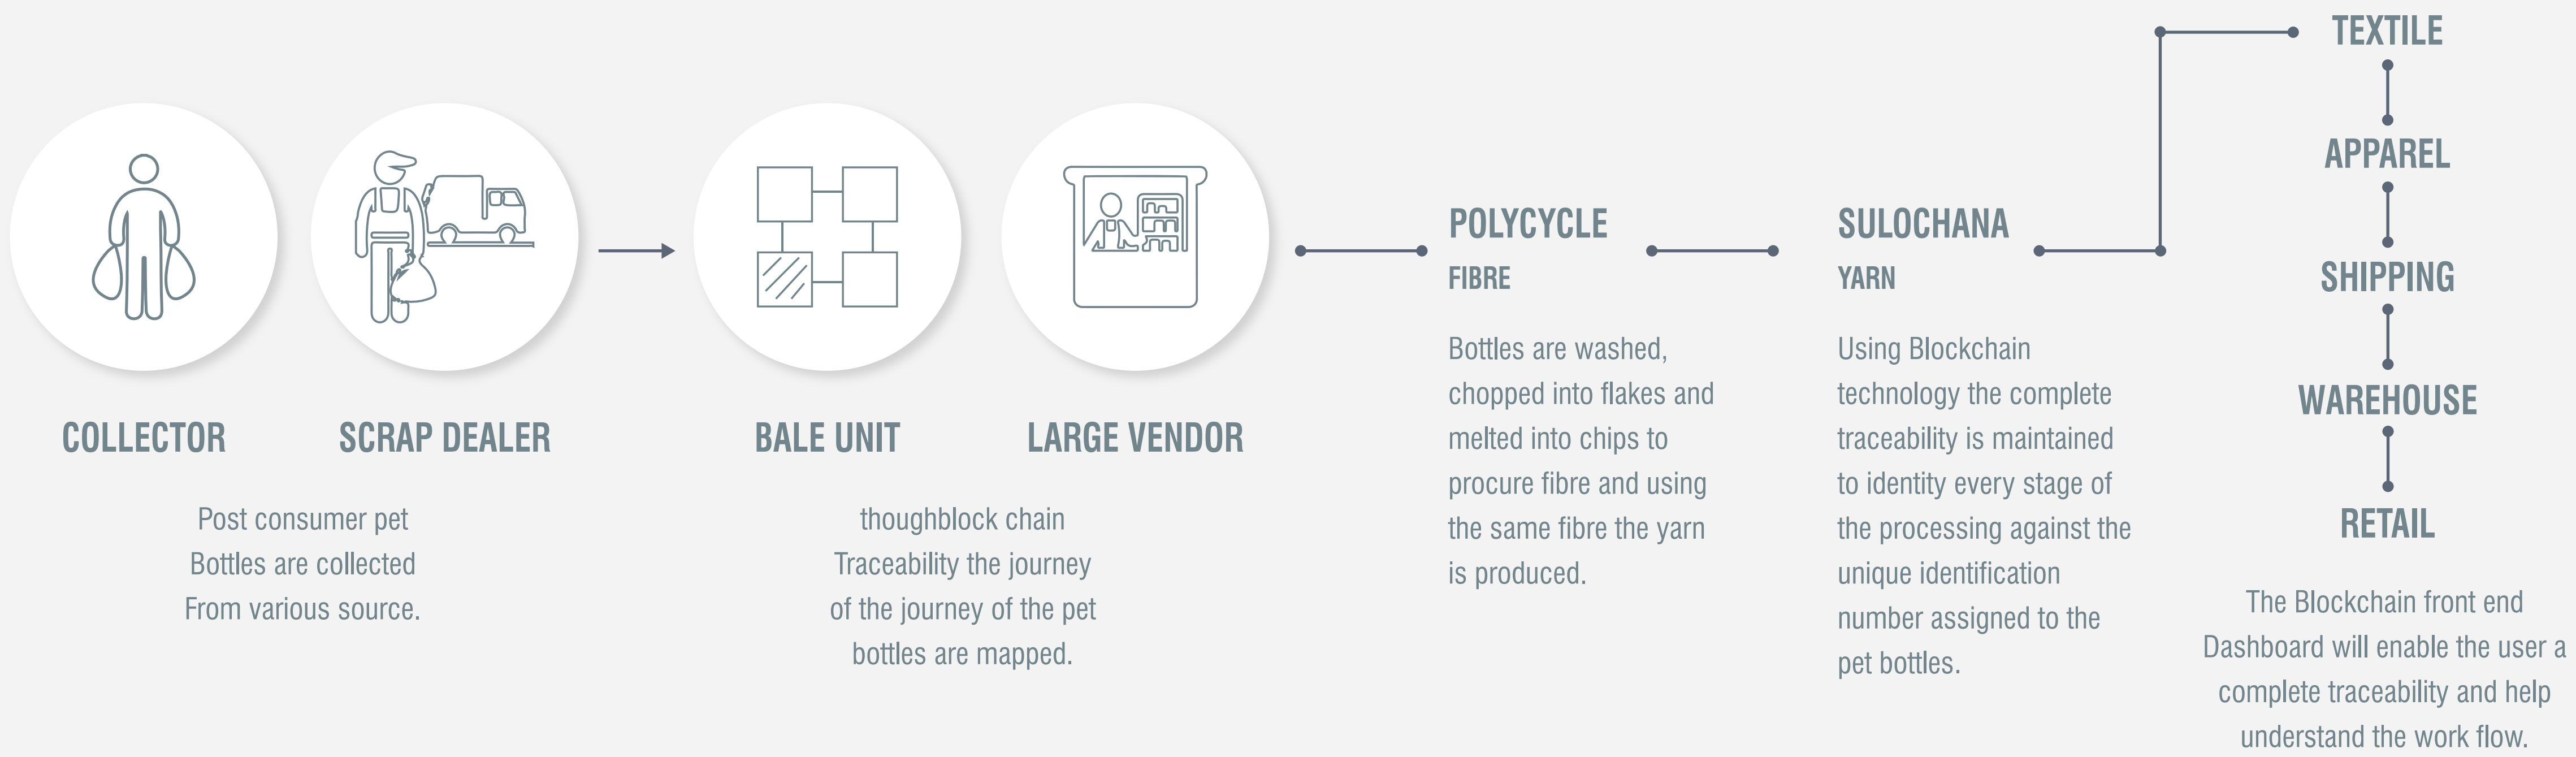 COLLECTOR
SCRAP DEALER
Post consumer pet
Bottles are collected
From various source.
BALE UNIT
LARGE VENDOR
thoughblock chain
Traceability the journey
of the journey of the pet
bottles are mapped.
POLYCYCLE
FIBRE
Bottles are washed,
chopped into flakes and
melted into chips to
procure fibre and using
the same fibre the yarn
is produced.
SULOCHANA
YARN
Using Blockchain
technology the complete
traceability is maintained
to identity every stage of
the processing against the
unique identification
number assigned to the
pet bottles.
TEXTILE
APPAREL
SHIPPING
WAREHOUSE
RETAIL
The Blockchain front end
Dashboard will enable the user a
complete traceability and help
understand the work flow.